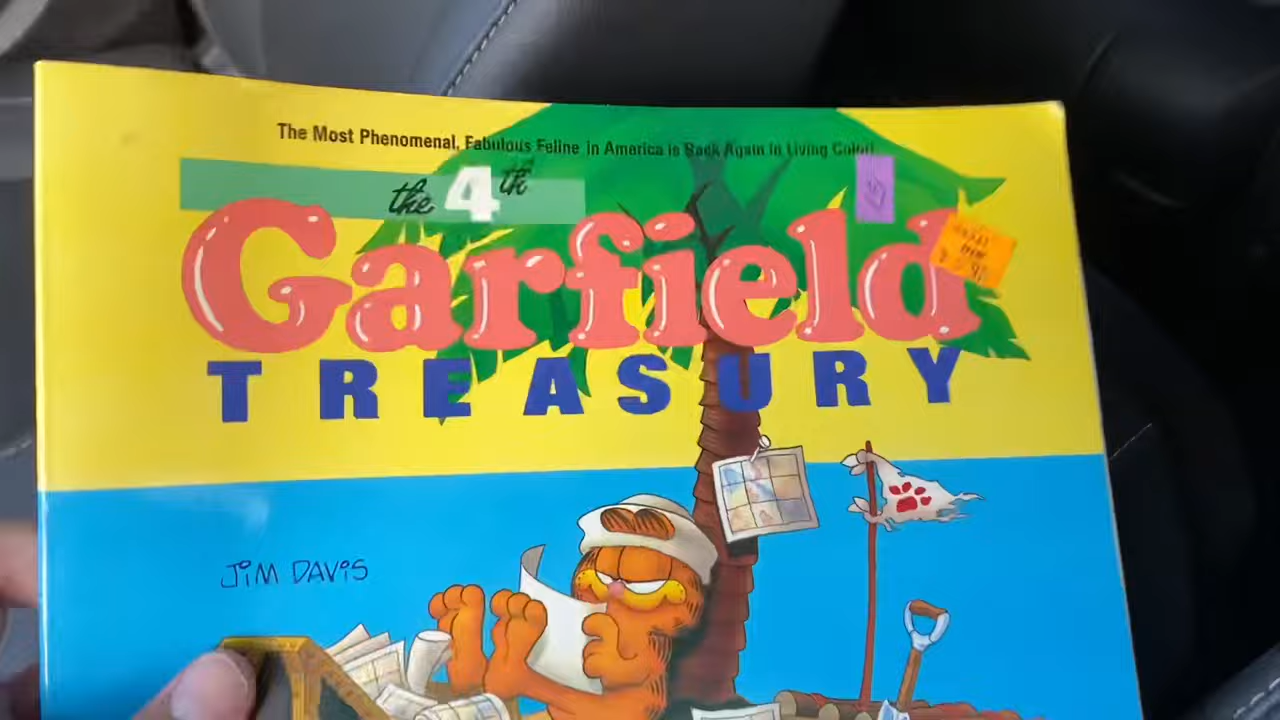 The Most Phenomenal, Fabulous Feline in America is Back Again in Living Color!
the 4th
Garfield
TREASURY
JIM DAVIS